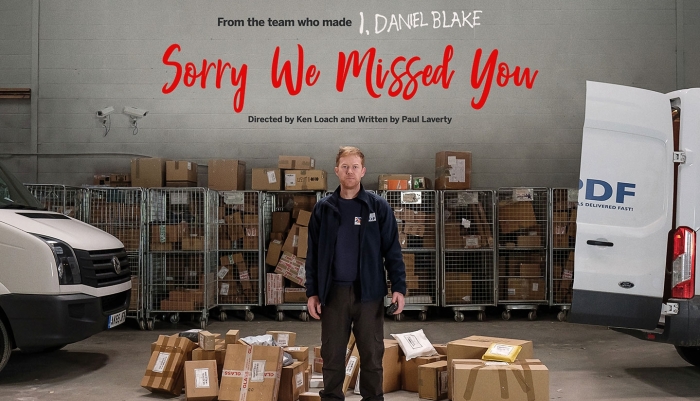 From the team who made I, DANIEL BLAKE
Sorry We Missed You
Directed by Ken Loach and Written by Paul Laverty
PDF
LS DELIVERED FAST!